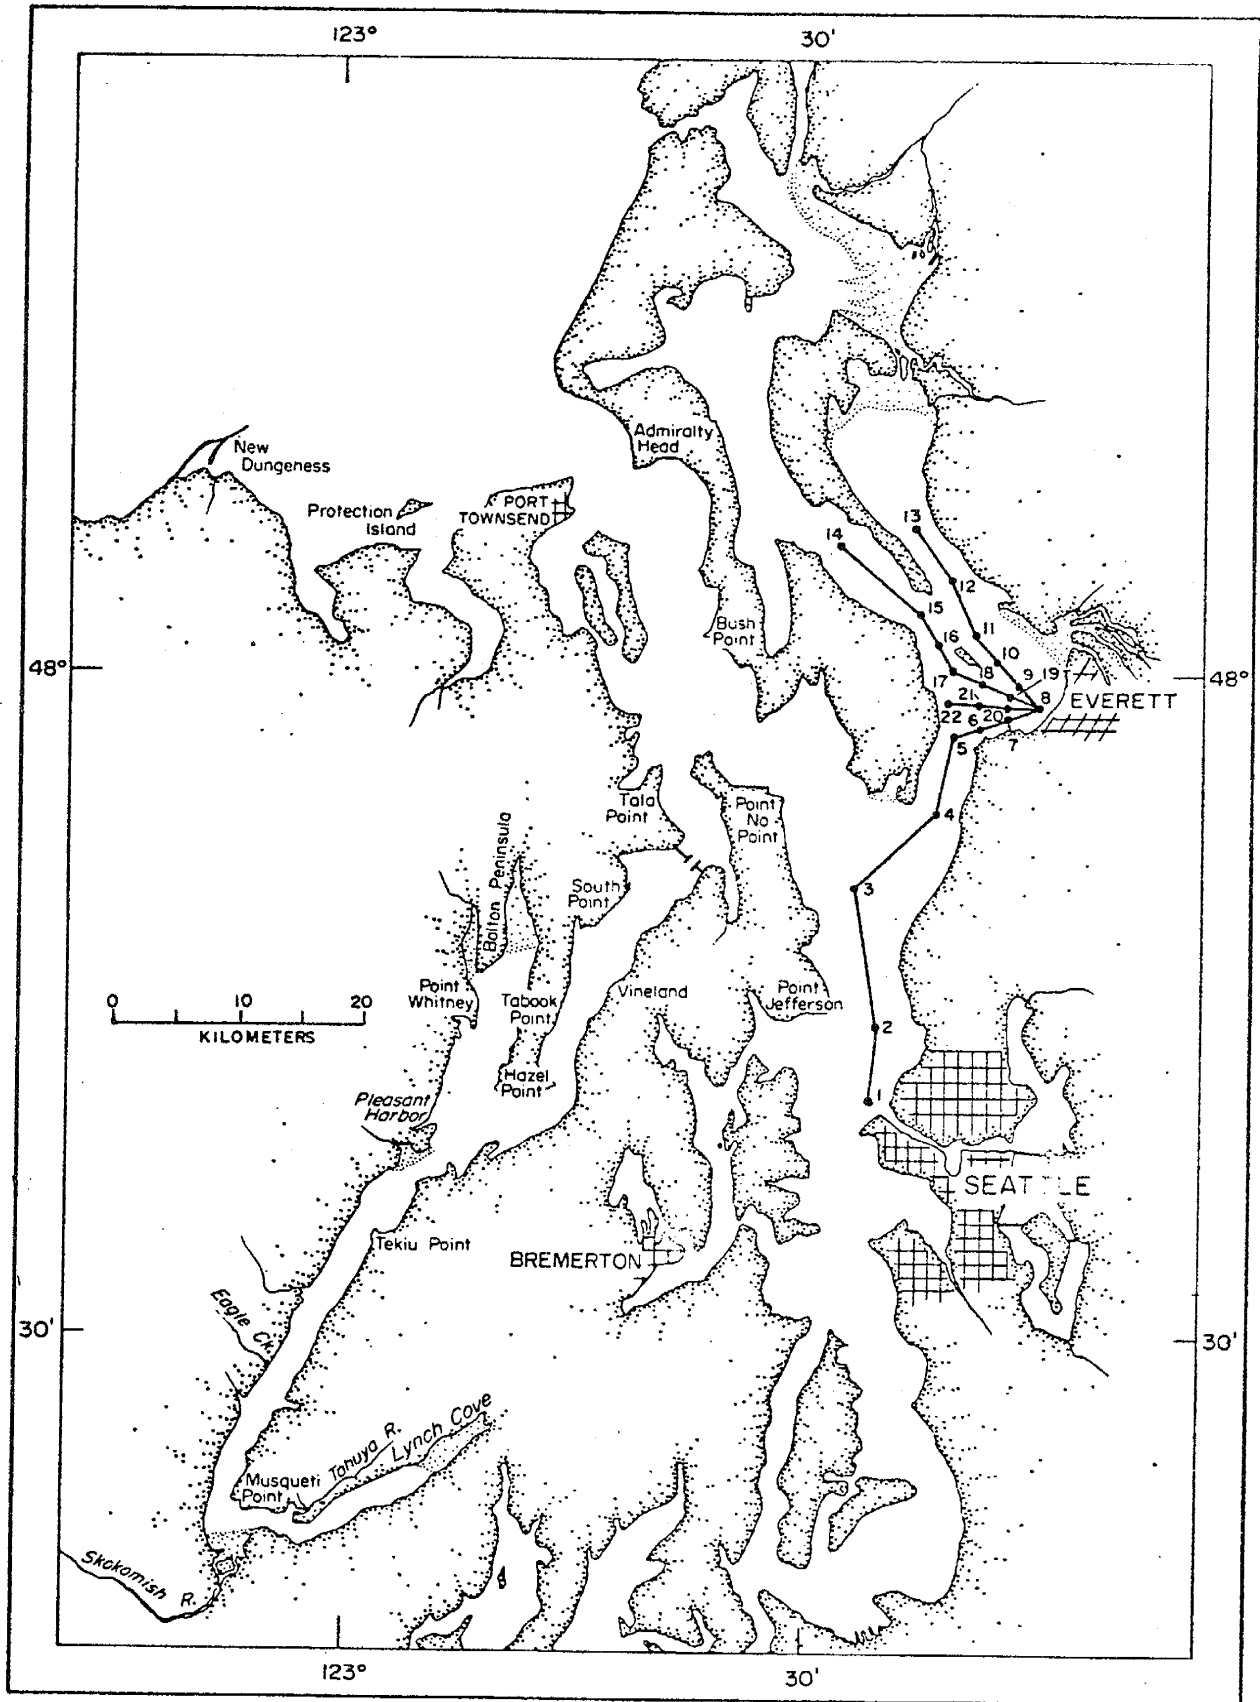 123°
30'
New
Dungeness
Admiralty
Head
Protection
Island
PORT
TOWNSEND
13
14
12
15
11
Bush
Point
16
10
48°
17
18
9
19
48°
21
8
EVERETT
22
20
6
5
7
Tala
Point
Point
No
Point
4
Bolton Peninsula
South
Point
3
Point
Whitney
Tabook
Point
Vineland
Point
Jefferson
0
10
20
KILOMETERS
2
Hazel
Point
Pleasant
Harbor
1
SEATTLE
Tekiu Point
BREMERTON
Eagle Ck.
30'
30'
Musqueti
Point
Tahuya R.
Lynch Cove
Skokomish R.
123°
30'